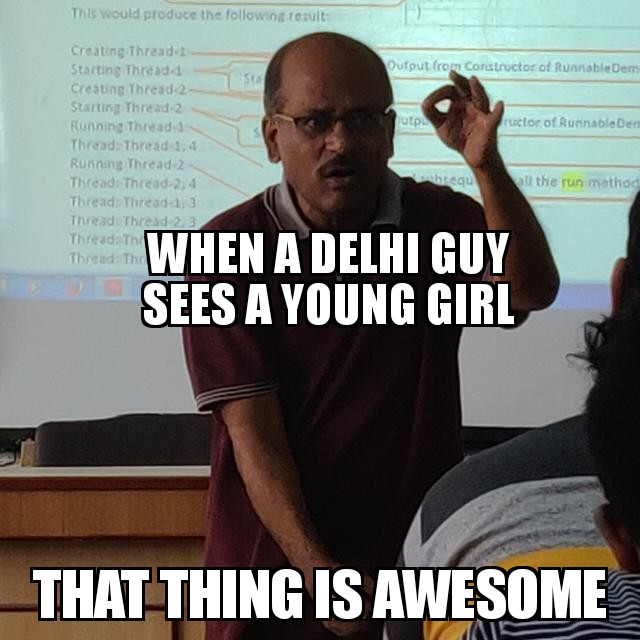 This would produce the following result:
Creating Thread-1
Starting Thread-1
Creating Thread-2
Starting Thread-2
Running Thread-1
Thread: Thread-1, 4
Running Thread-2
Thread: Thread-2, 4
Thread: Thread-1, 3
Thread: Thread-2, 3
Thread:
Thread:
Output from Constructor of RunnableDem
of RunnableDem
all the run method
WHEN A DELHI GUY
SEES A YOUNG GIRL
THAT THING IS AWESOME